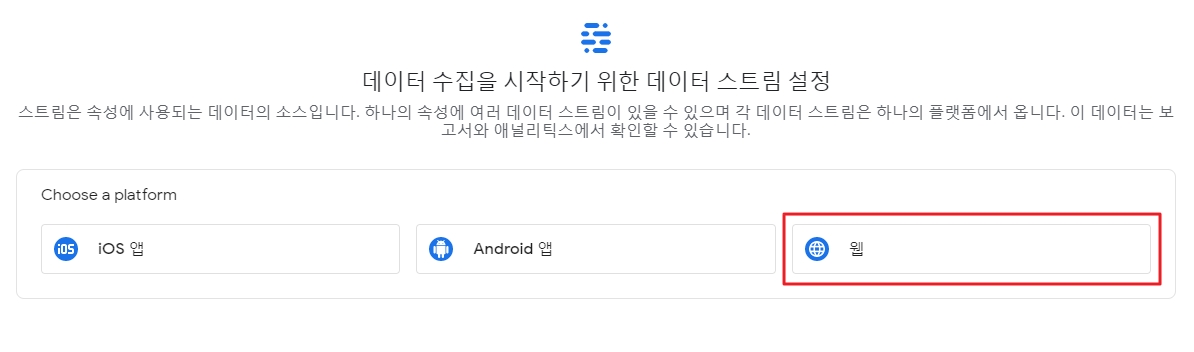 데이터 수집을 시작하기 위한 데이터 스트림 설정
스트림은 속성에 사용되는 데이터의 소스입니다. 하나의 속성에 여러 데이터 스트림이 있을 수 있으며 각 데이터 스트림은 하나의 플랫폼에서 옵니다. 이 데이터는 보
고서와 애널리틱스에서 확인할 수 있습니다.
Choose a platform
iOS iOS 앱
Android 앱
웹